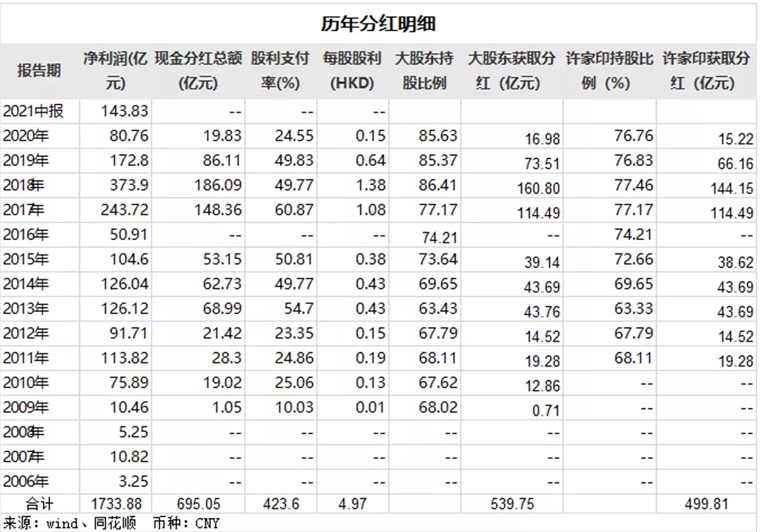 历年分红明细
报告期 净利润(亿元) 现金分红总额(亿元) 股利支付率(%) 每股股利(HKD) 大股东持股比例 大股东获取分红(亿元) 许家印持股比例(%) 许家印获取分红(亿元)
2021中报 143.83 -- -- --
2020年 80.76 19.83 24.55 0.15 85.63 16.98 76.76 15.22
2019年 172.8 86.11 49.83 0.64 85.37 73.51 76.83 66.16
2018年 373.9 186.09 49.77 1.38 86.41 160.80 77.46 144.15
2017年 243.72 148.36 60.87 1.08 77.17 114.49 77.17 114.49
2016年 50.91 -- -- -- 74.21 -- 74.21 --
2015年 104.6 53.15 50.81 0.38 73.64 39.14 72.66 38.62
2014年 126.04 62.73 49.77 0.43 69.65 43.69 69.65 43.69
2013年 126.12 68.99 54.7 0.43 63.43 43.76 63.33 43.69
2012年 91.71 21.42 23.35 0.15 67.79 14.52 67.79 14.52
2011年 113.82 28.3 24.86 0.19 68.11 19.28 68.11 19.28
2010年 75.89 19.02 25.06 0.13 67.62 12.86 -- --
2009年 10.46 1.05 10.03 0.01 68.02 0.71 -- --
2008年 5.25 -- -- -- -- -- -- --
2007年 10.82 -- -- -- -- -- -- --
2006年 3.25 -- -- -- -- -- -- --
合计 1733.88 695.05 423.6 4.97 539.75 499.81
来源：wind、同花顺 币种：CNY